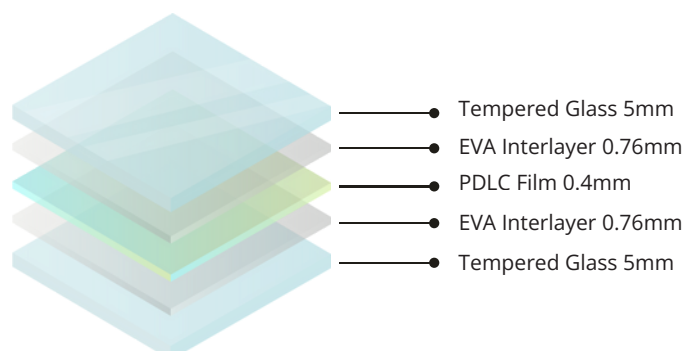 Tempered Glass 5mm
EVA Interlayer 0.76mm
PDLC Film 0.4mm
EVA Interlayer 0.76mm
Tempered Glass 5mm